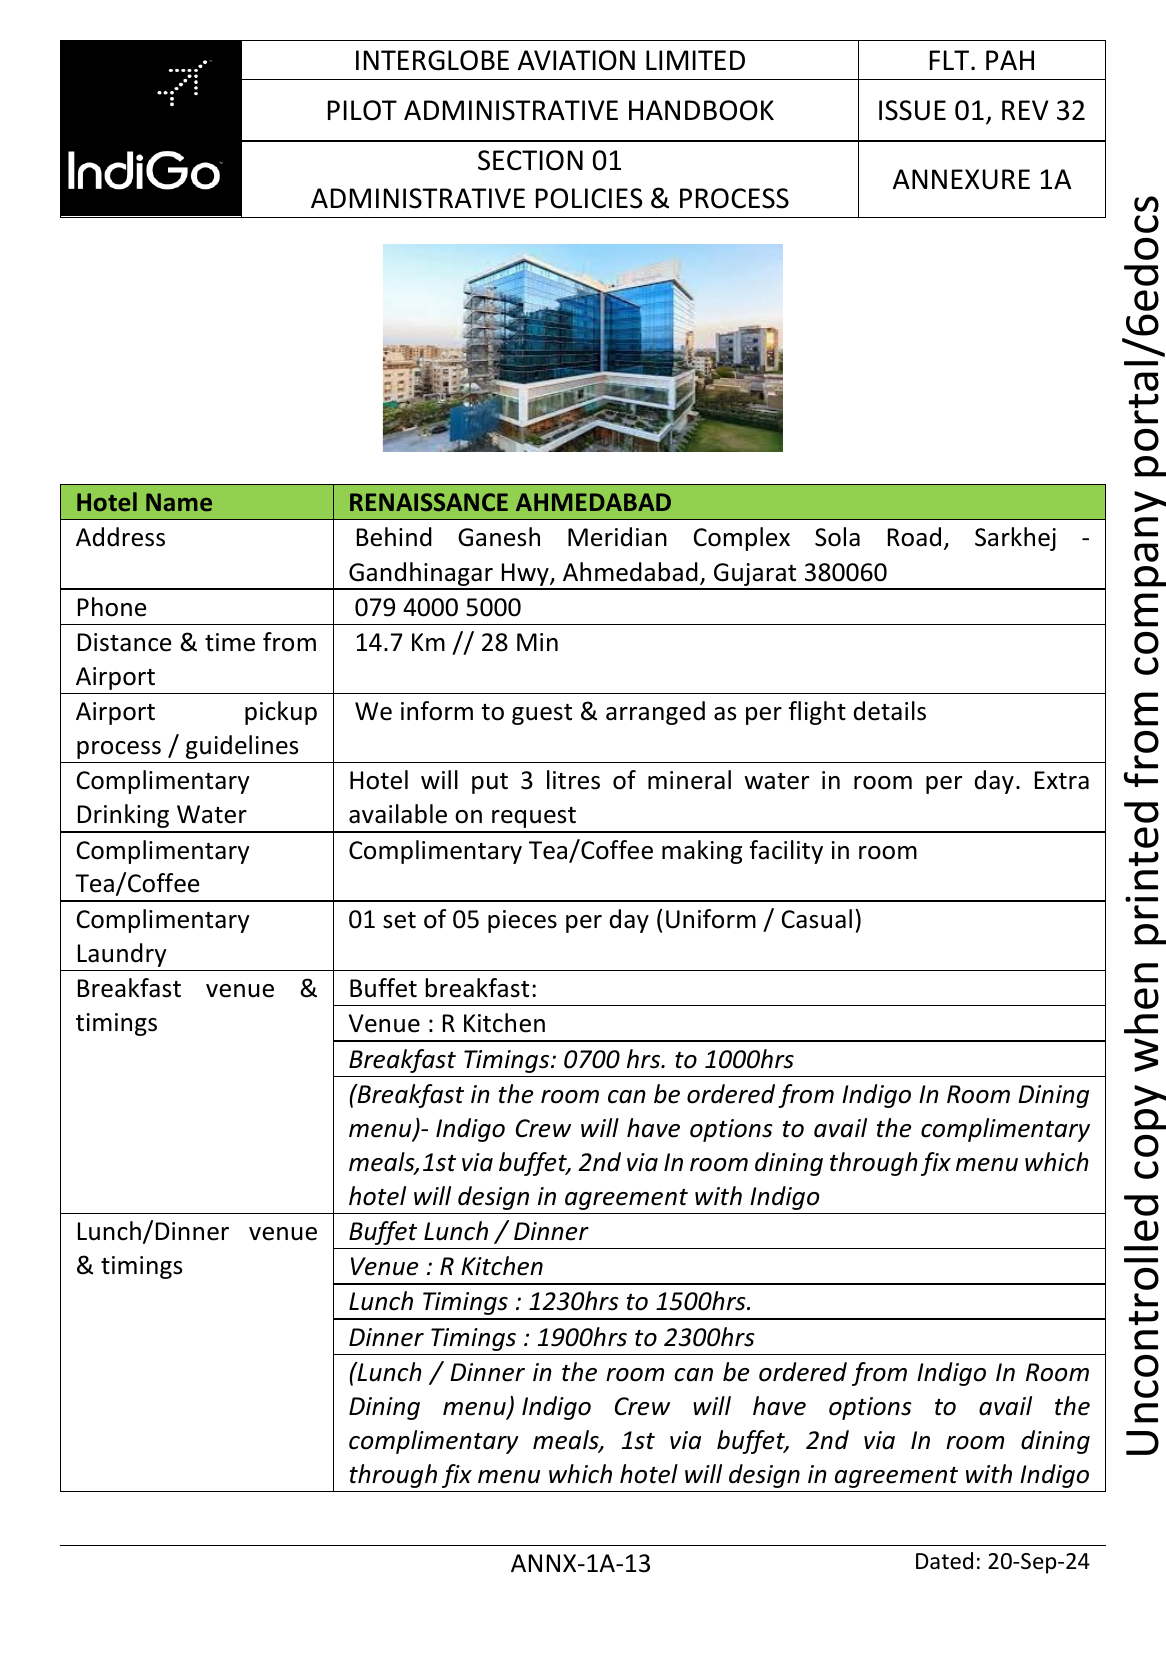 IndiGo
INTERGLOBE AVIATION LIMITED
FLT. PAH
PILOT ADMINISTRATIVE HANDBOOK
ISSUE 01, REV 32
SECTION 01
ADMINISTRATIVE POLICIES & PROCESS
ANNEXURE 1A
Hotel Name
RENAISSANCE AHMEDABAD
Address
Behind Ganesh Meridian Complex Sola Road, Sarkhej -
Gandhinagar Hwy, Ahmedabad, Gujarat 380060
Phone
079 4000 5000
Distance & time from
Airport
14.7 Km // 28 Min
Airport pickup
process / guidelines
We inform to guest & arranged as per flight details
Complimentary
Drinking Water
Hotel will put 3 litres of mineral water in room per day. Extra
available on request
Complimentary
Tea/Coffee
Complimentary Tea/Coffee making facility in room
Complimentary
Laundry
01 set of 05 pieces per day (Uniform / Casual)
Breakfast venue &
timings
Buffet breakfast:
Venue : R Kitchen
Breakfast Timings: 0700 hrs. to 1000hrs
(Breakfast in the room can be ordered from Indigo In Room Dining
menu)- Indigo Crew will have options to avail the complimentary
meals,1st via buffet, 2nd via In room dining through fix menu which
hotel will design in agreement with Indigo
Lunch/Dinner venue
& timings
Buffet Lunch / Dinner
Venue : R Kitchen
Lunch Timings : 1230hrs to 1500hrs.
Dinner Timings : 1900hrs to 2300hrs
(Lunch / Dinner in the room can be ordered from Indigo In Room
Dining menu) Indigo Crew will have options to avail the
complimentary meals, 1st via buffet, 2nd via In room dining
through fix menu which hotel will design in agreement with Indigo
ANNX-1A-13
Dated: 20-Sep-24
Uncontrolled copy when printed from company portal/6edocs